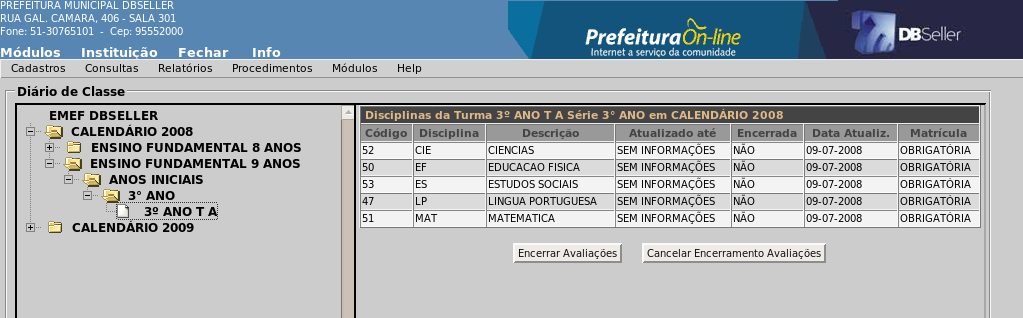 PREFEITURA MUNICIPAL DBSELLER
RUA GAL. CAMARA, 406 - SALA 301
Fone: 51-30765101 - Cep: 95552000
Prefeitura On-line
Internet a serviço da comunidade
DBSeller
Módulos Instituição Fechar Info
Cadastros Consultas Relatórios Procedimentos Módulos Help
Diário de Classe
EMEF DBSELLER
CALENDÁRIO 2008
ENSINO FUNDAMENTAL 8 ANOS
ENSINO FUNDAMENTAL 9 ANOS
ANOS INICIAIS
3° ANO
3º ANO T A
CALENDÁRIO 2009
Disciplinas da Turma 3º ANO T A Série 3° ANO em CALENDÁRIO 2008
Código Disciplina Descrição Atualizado até Encerrada Data Atualiz. Matrícula
52 CIE CIENCIAS SEM INFORMAÇÕES NÃO 09-07-2008 OBRIGATÓRIA
50 EF EDUCACAO FISICA SEM INFORMAÇÕES NÃO 09-07-2008 OBRIGATÓRIA
53 ES ESTUDOS SOCIAIS SEM INFORMAÇÕES NÃO 09-07-2008 OBRIGATÓRIA
47 LP LINGUA PORTUGUESA SEM INFORMAÇÕES NÃO 09-07-2008 OBRIGATÓRIA
51 MAT MATEMATICA SEM INFORMAÇÕES NÃO 09-07-2008 OBRIGATÓRIA
Encerrar Avaliações Cancelar Encerramento Avaliações